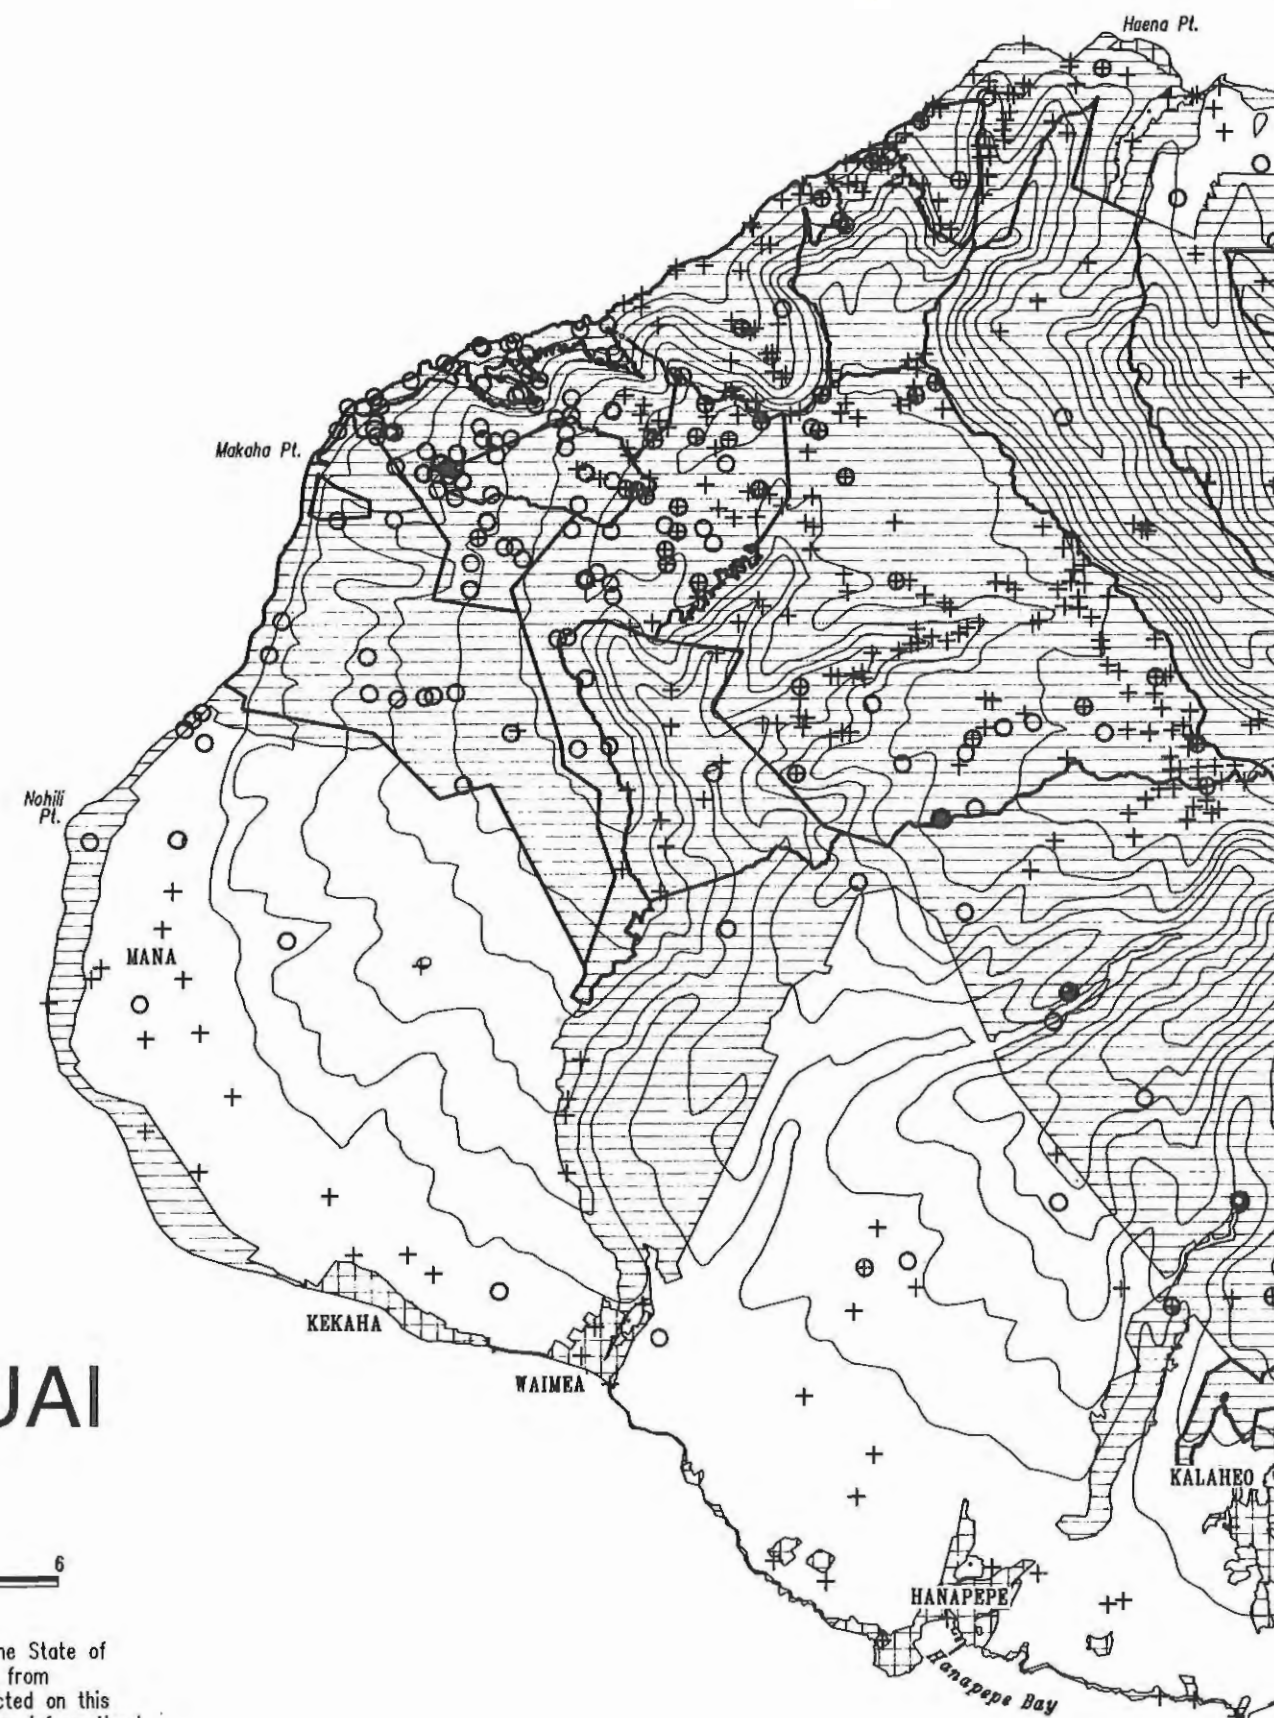 Haena Pt.
Makaha Pt.
Nohili
Pt.
MANA
KEKAHA
WAIMEA
UAI
KALAHEO
6
HANAPEPE
Hanapepe Bay
he State of
from
cted on this